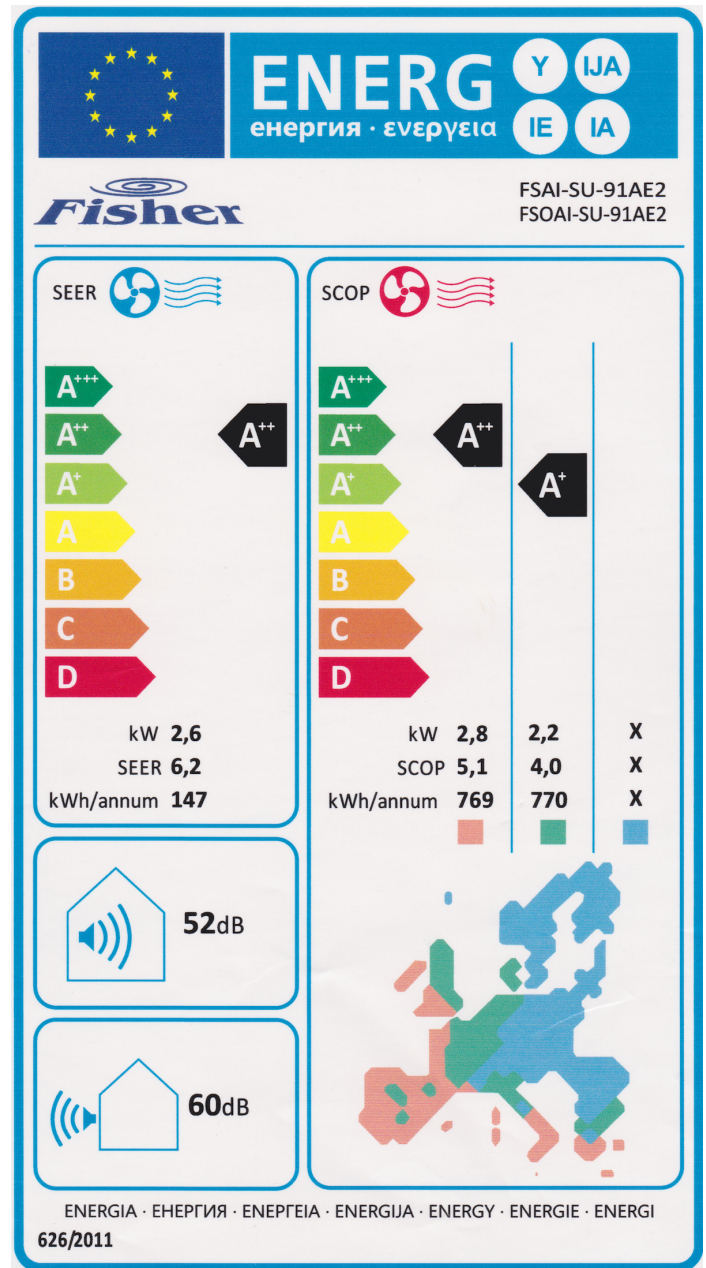 ENERG Y IJA
енергия · ενεργεια IE IA
Fisher
FSAI-SU-91AE2
FSOAI-SU-91AE2
SEER
A+++
A++ A++
A+
A
B
C
D
kW 2,6
SEER 6,2
kWh/annum 147
SCOP
A+++
A++ A++
A+ A+
A
B
C
D
kW 2,8 2,2 X
SCOP 5,1 4,0 X
kWh/annum 769 770 X
52dB
60dB
ENERGIA · ЕНЕРГИЯ · ΕΝΕΡΓΕΙΑ · ENERGIJA · ENERGY · ENERGIE · ENERGI
626/2011